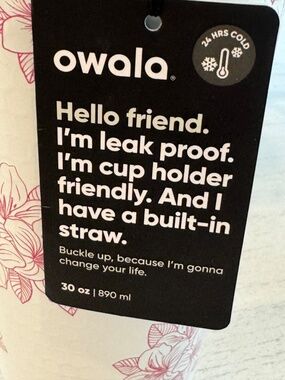 24 HRS COLD
owala®
Hello friend.
I'm leak proof.
I'm cup holder
friendly. And I
have a built-in
straw.
Buckle up, because I'm gonna
change your life.
30 oz | 890 ml